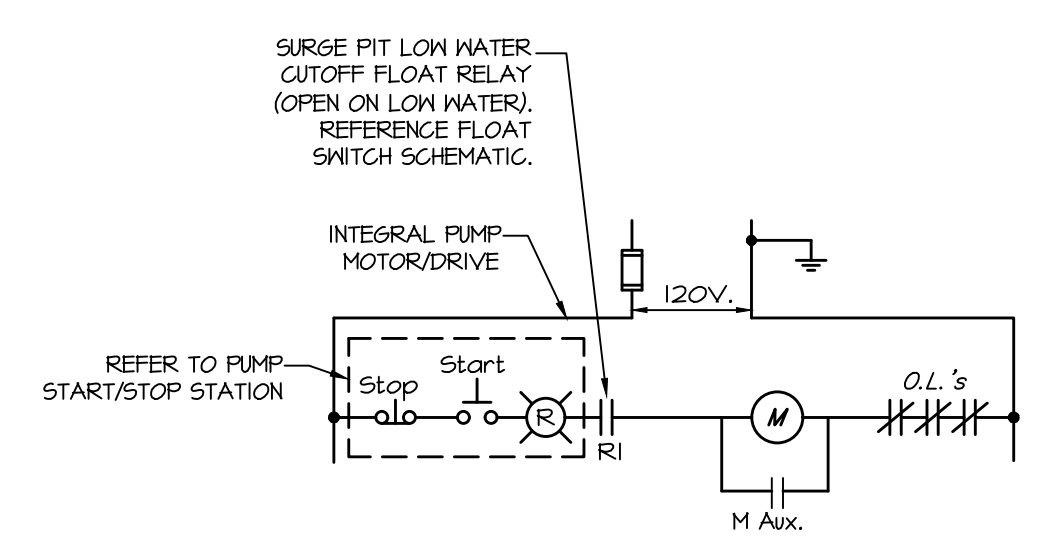 SURGE PIT LOW WATER
CUTOFF FLOAT RELAY
(OPEN ON LOW WATER).
REFERENCE FLOAT
SWITCH SCHEMATIC.
INTEGRAL PUMP
MOTOR/DRIVE
120V.
REFER TO PUMP
START/STOP STATION
Stop
Start
R
R1
M
O.L.'s
M Aux.